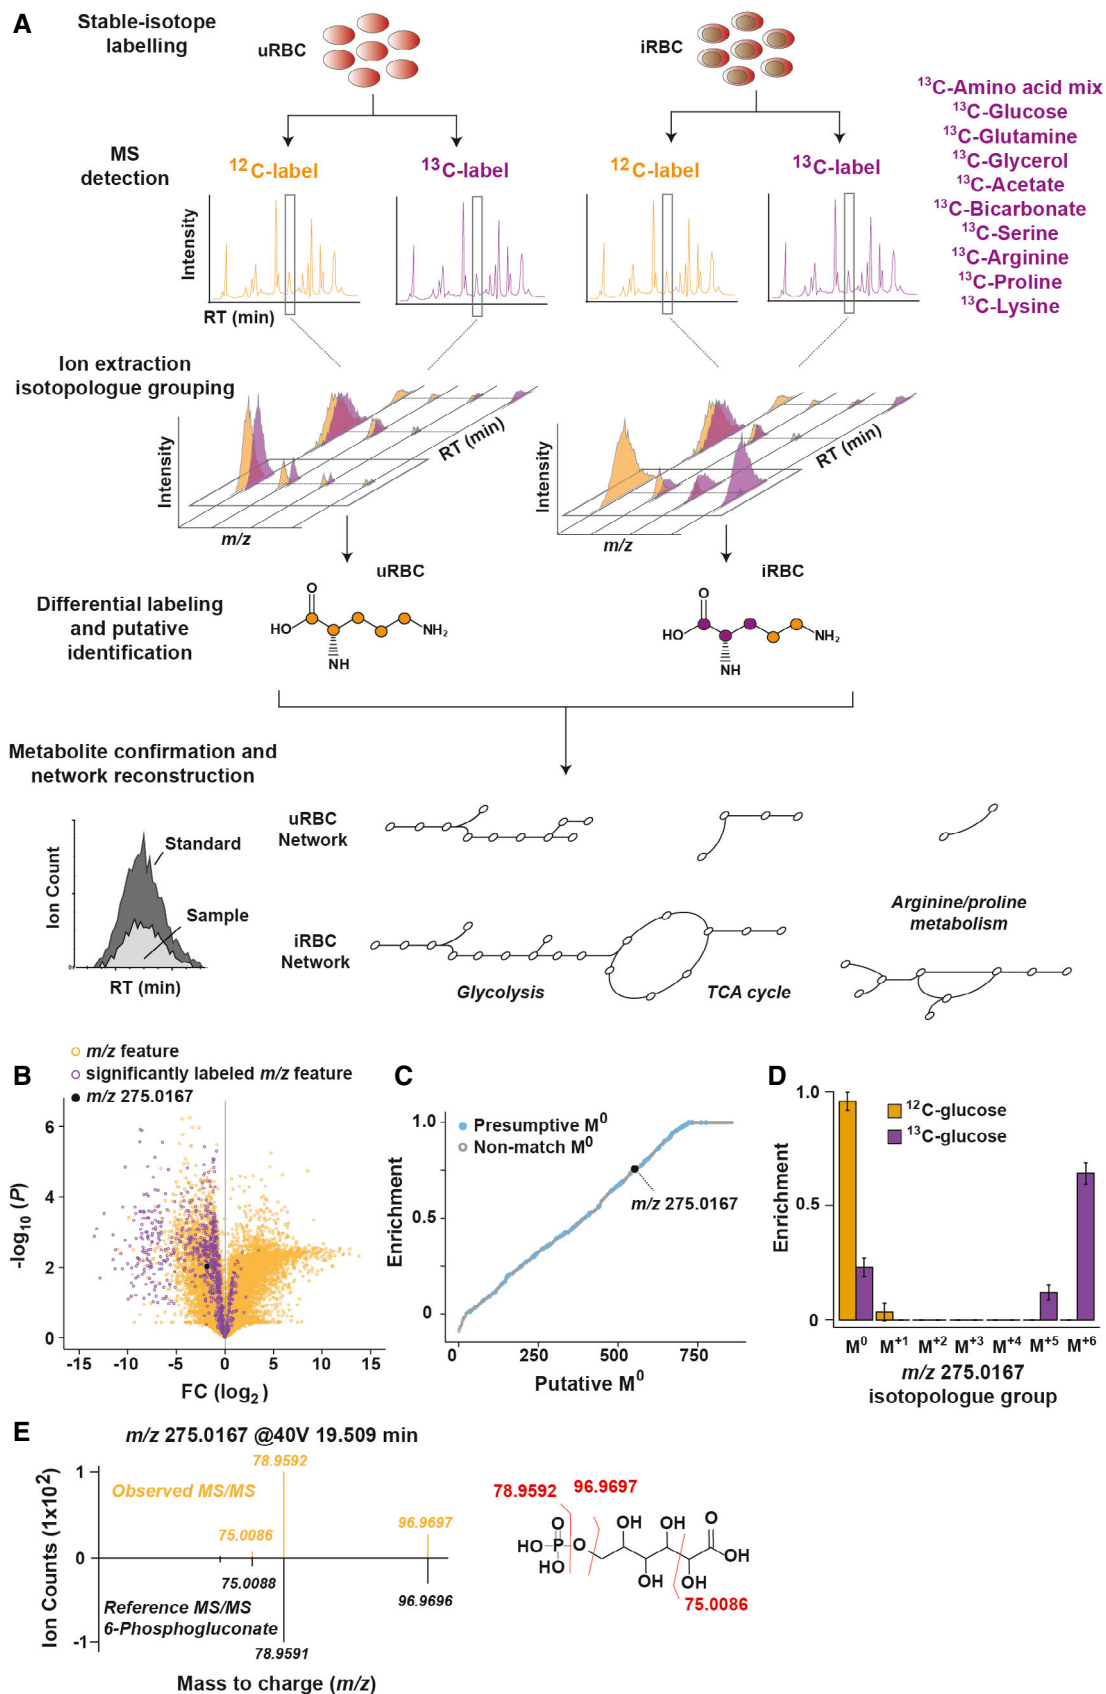 A
Stable-isotope
labelling
uRBC
iRBC
¹³C-Amino acid mix
¹³C-Glucose
¹³C-Glutamine
¹³C-Glycerol
¹³C-Acetate
¹³C-Bicarbonate
¹³C-Serine
¹³C-Arginine
¹³C-Proline
¹³C-Lysine
MS
detection
¹²C-label
¹³C-label
¹²C-label
¹³C-label
Intensity
RT (min)
Ion extraction
isotopologue grouping
Intensity
RT (min)
m/z
Intensity
RT (min)
m/z
uRBC
iRBC
Differential labeling
and putative
identification
O
HO
NH₂
NH
O
HO
NH₂
NH
Metabolite confirmation and
network reconstruction
Ion Count
Standard
Sample
0
RT (min)
uRBC
Network
iRBC
Network
Glycolysis
TCA cycle
Arginine/proline
metabolism
B
m/z feature
significantly labeled m/z feature
m/z 275.0167
-log₁₀ (P)
6
4
2
0
-15 -10 -5 0 5 10 15
FC (log₂)
C
Presumptive M⁰
Non-match M⁰
m/z 275.0167
Enrichment
1.0
0.5
0
0 250 500 750
Putative M⁰
D
¹²C-glucose
¹³C-glucose
Enrichment
1.0
0.5
0
M⁰ M⁺¹ M⁺² M⁺³ M⁺⁴ M⁺⁵ M⁺⁶
m/z 275.0167
isotopologue group
E
m/z 275.0167 @40V 19.509 min
Ion Counts (1x10²)
1
0
-1
78.9592
Observed MS/MS
75.0086
96.9697
75.0088
96.9696
Reference MS/MS
6-Phosphogluconate
78.9591
Mass to charge (m/z)
78.9592 96.9697
O
HO
P
O
HO
OH
OH
O
OH
OH
OH
75.0086